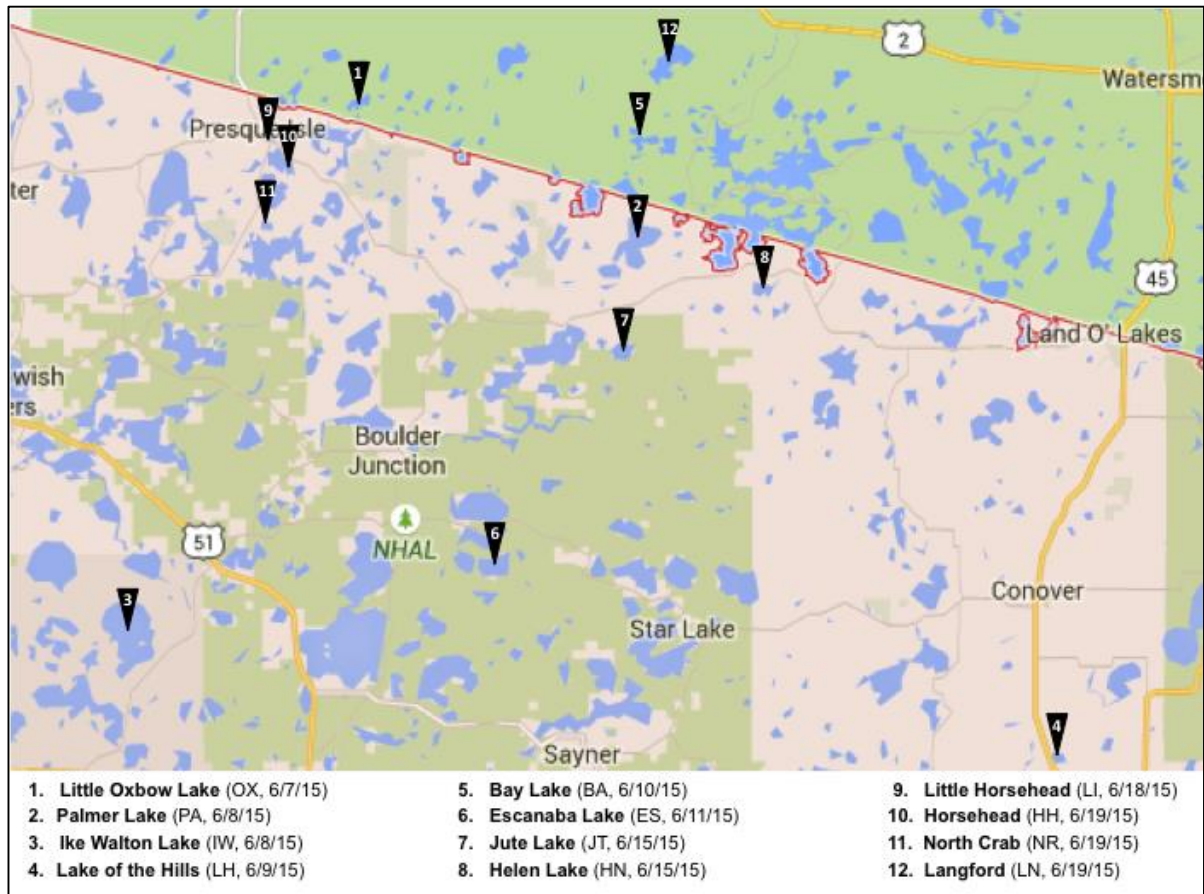 12
2
Watersm
1
5
9
Presque Isle
10
ter
11
2
8
45
7
Land O' Lakes
wish
ers
Boulder
Junction
6
51
NHAL
Conover
3
Star Lake
4
Sayner
1. Little Oxbow Lake (OX, 6/7/15)
2. Palmer Lake (PA, 6/8/15)
3. Ike Walton Lake (IW, 6/8/15)
4. Lake of the Hills (LH, 6/9/15)
5. Bay Lake (BA, 6/10/15)
6. Escanaba Lake (ES, 6/11/15)
7. Jute Lake (JT, 6/15/15)
8. Helen Lake (HN, 6/15/15)
9. Little Horsehead (LI, 6/18/15)
10. Horsehead (HH, 6/19/15)
11. North Crab (NR, 6/19/15)
12. Langford (LN, 6/19/15)